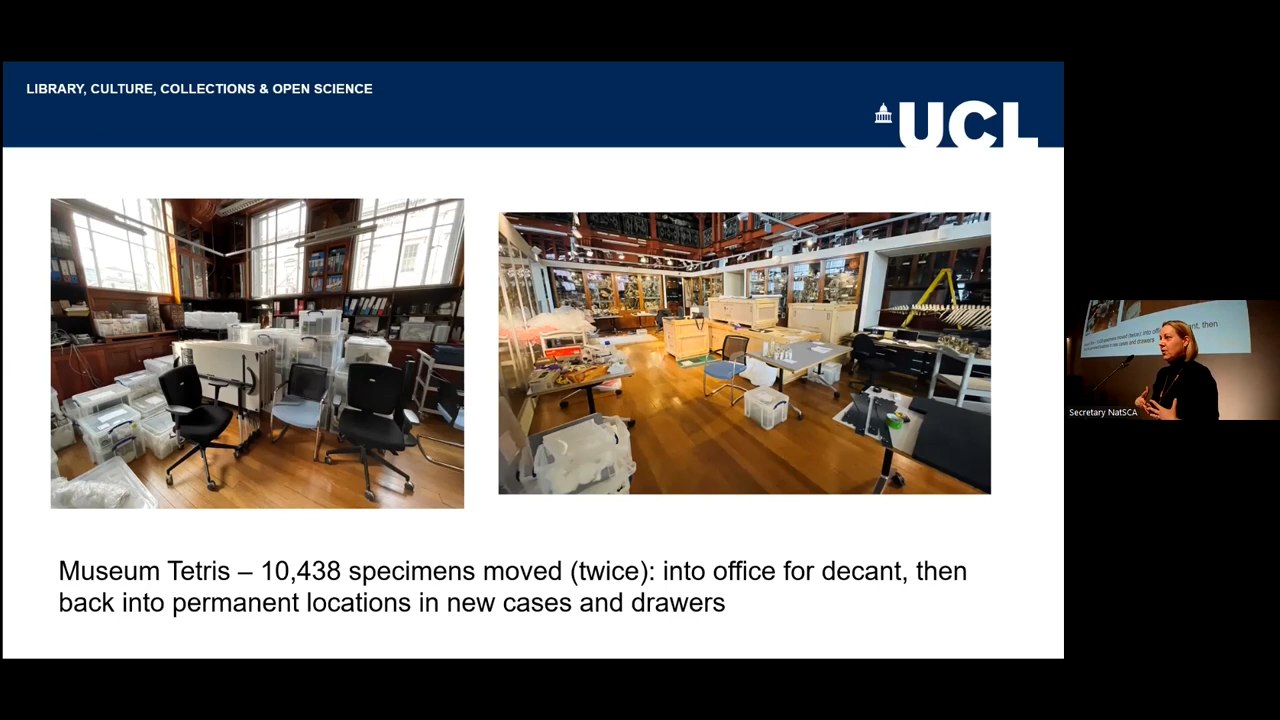 LIBRARY, CULTURE, COLLECTIONS & OPEN SCIENCE
UCL
Museum Tetris – 10,438 specimens moved (twice): into office for decant, then
back into permanent locations in new cases and drawers
Secretary NatSCA